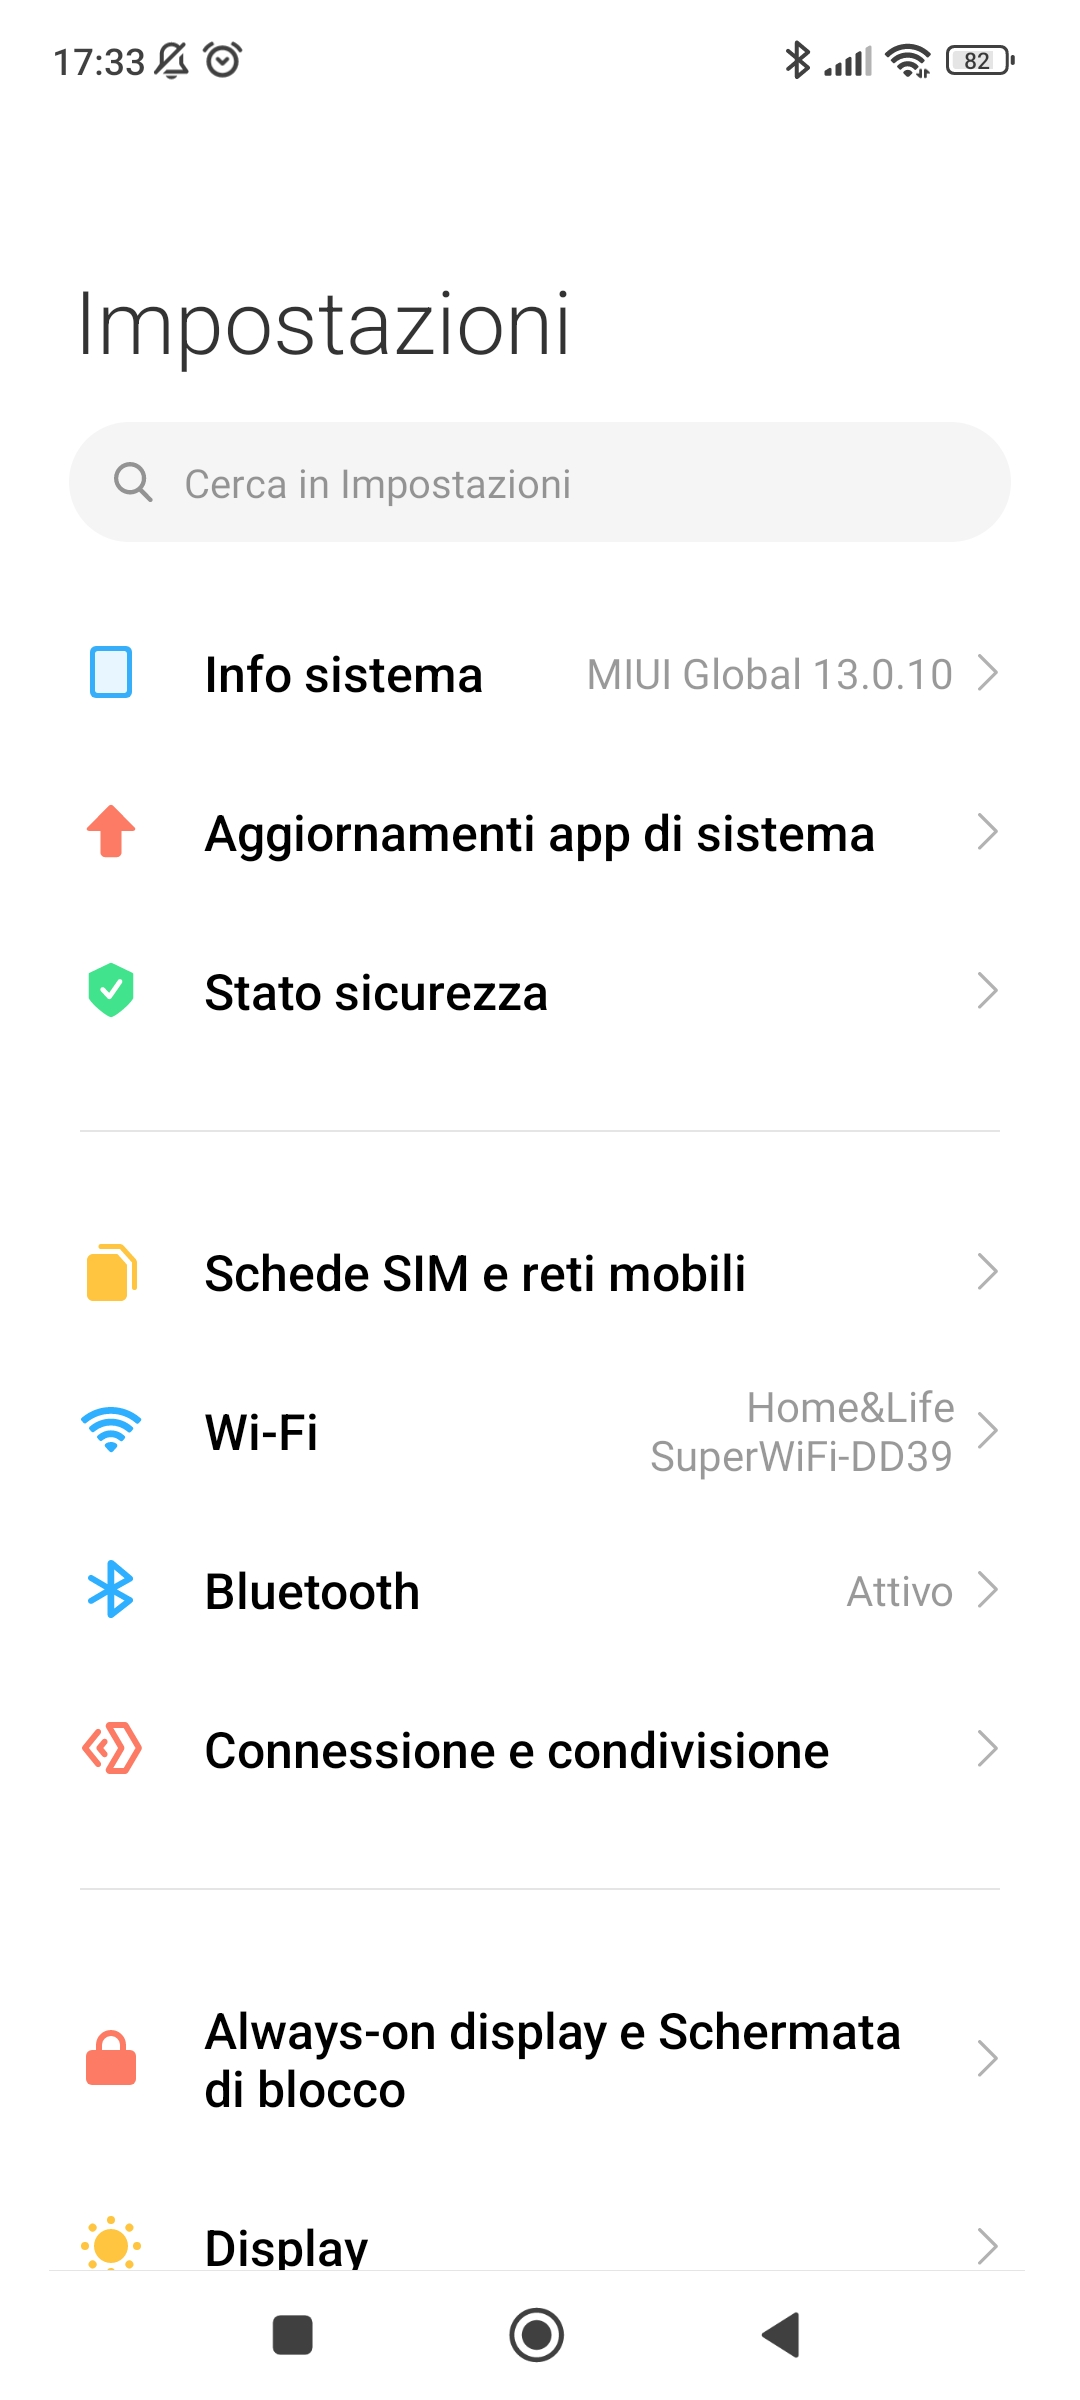 17:33
82
Impostazioni
Cerca in Impostazioni
Info sistema MIUI Global 13.0.10
Aggiornamenti app di sistema
Stato sicurezza
Schede SIM e reti mobili
Wi-Fi
Home&Life
SuperWiFi-DD39
Bluetooth Attivo
Connessione e condivisione
Always-on display e Schermata
di blocco
Display